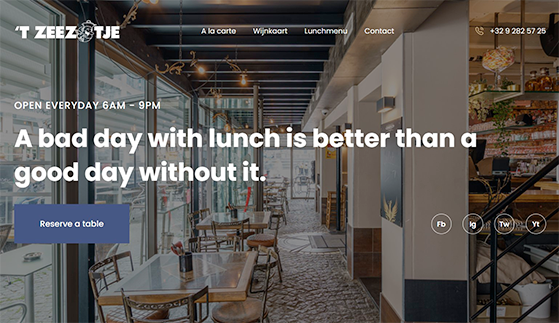 'T ZEEZOTJE
A la carte Wijnkaart Lunchmenu Contact +32 9 282 57 25
OPEN EVERYDAY 6AM - 9PM
A bad day with lunch is better than a
good day without it.
Reserve a table
Fb Ig Tw Yt